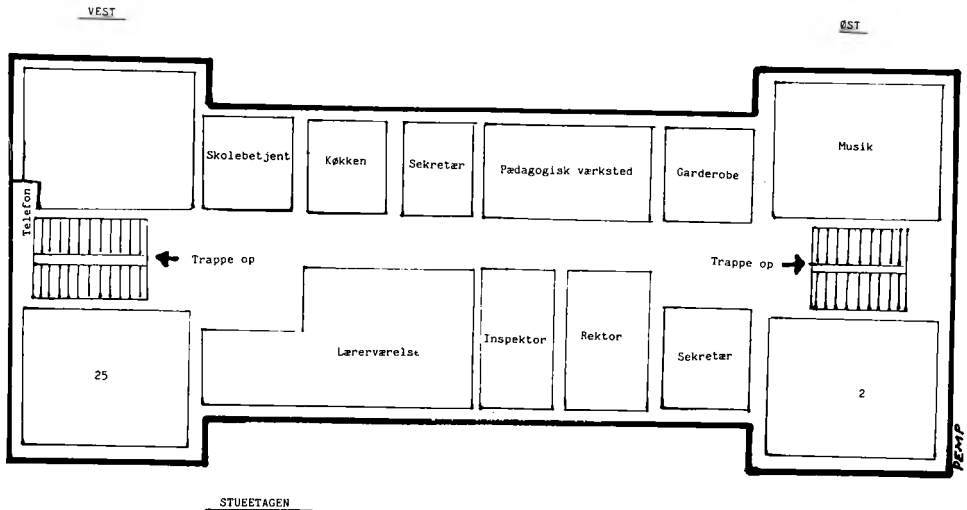 VEST
ØST
Skolebetjent
Køkken
Sekretær
Pædagogisk værksted
Garderobe
Musik
Telefon
Trappe op
Trappe op
Lærerværelse
Inspektor
Rektor
Sekretær
25
2
PEMP
STUEETAGEN